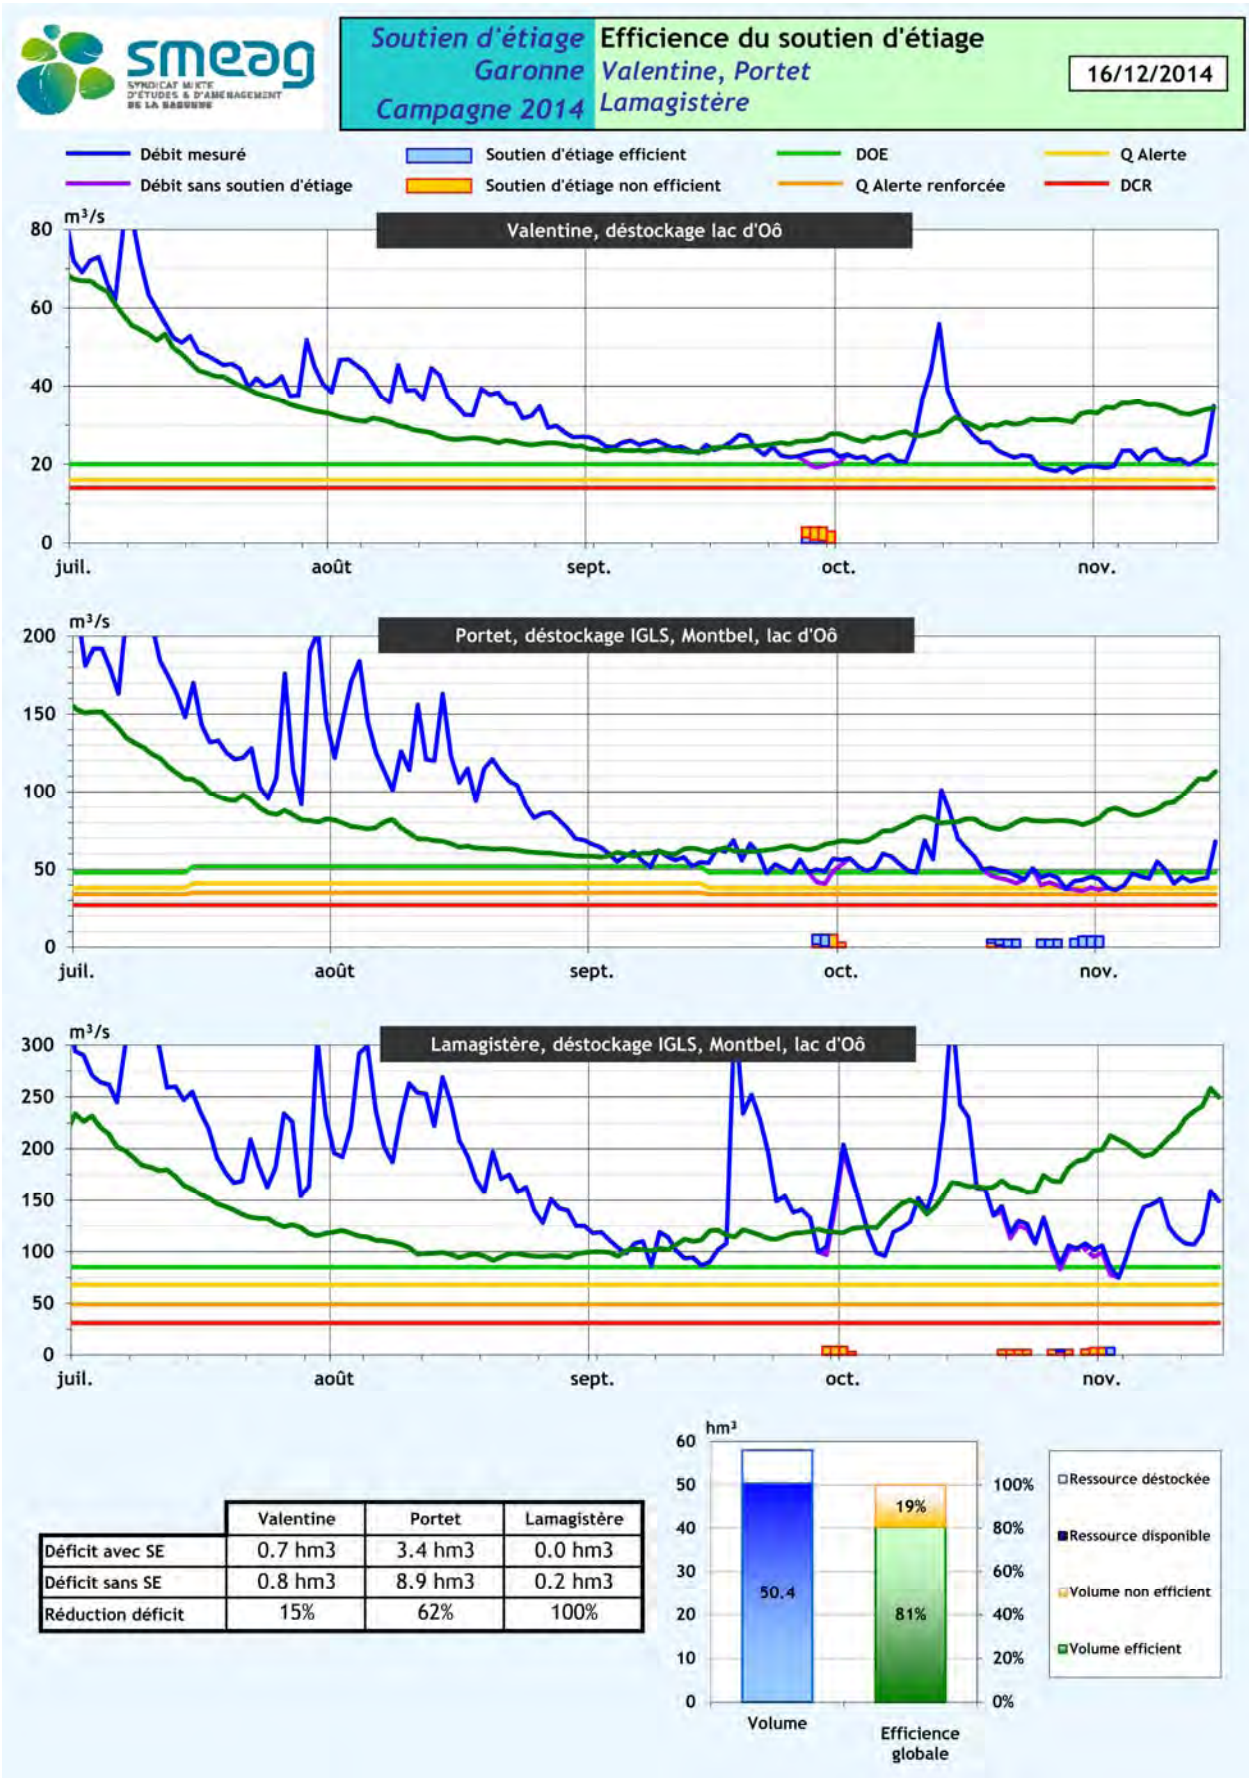 smeag
SYNDICAT MIXTE
D'ÉTUDES & D'AMÉNAGEMENT
DE LA GARONNE
Soutien d'étiage
Garonne
Campagne 2014
Efficience du soutien d'étiage
Valentine, Portet
Lamagistère
16/12/2014
Débit mesuré
Soutien d'étiage efficient
DOE
Q Alerte
Débit sans soutien d'étiage
Soutien d'étiage non efficient
Q Alerte renforcée
DCR
m³/s
Valentine, déstockage lac d'Oô
80
60
40
20
0
juil. août sept. oct. nov.
m³/s
Portet, déstockage IGLS, Montbel, lac d'Oô
200
150
100
50
0
juil. août sept. oct. nov.
m³/s
Lamagistère, déstockage IGLS, Montbel, lac d'Oô
300
250
200
150
100
50
0
juil. août sept. oct. nov.
Valentine Portet Lamagistère
Déficit avec SE 0.7 hm3 3.4 hm3 0.0 hm3
Déficit sans SE 0.8 hm3 8.9 hm3 0.2 hm3
Réduction déficit 15% 62% 100%
hm³
60
50
40
30
20
10
0
50.4
19%
81%
100%
80%
60%
40%
20%
0%
Volume
Efficience
globale
Ressource déstockée
Ressource disponible
Volume non efficient
Volume efficient